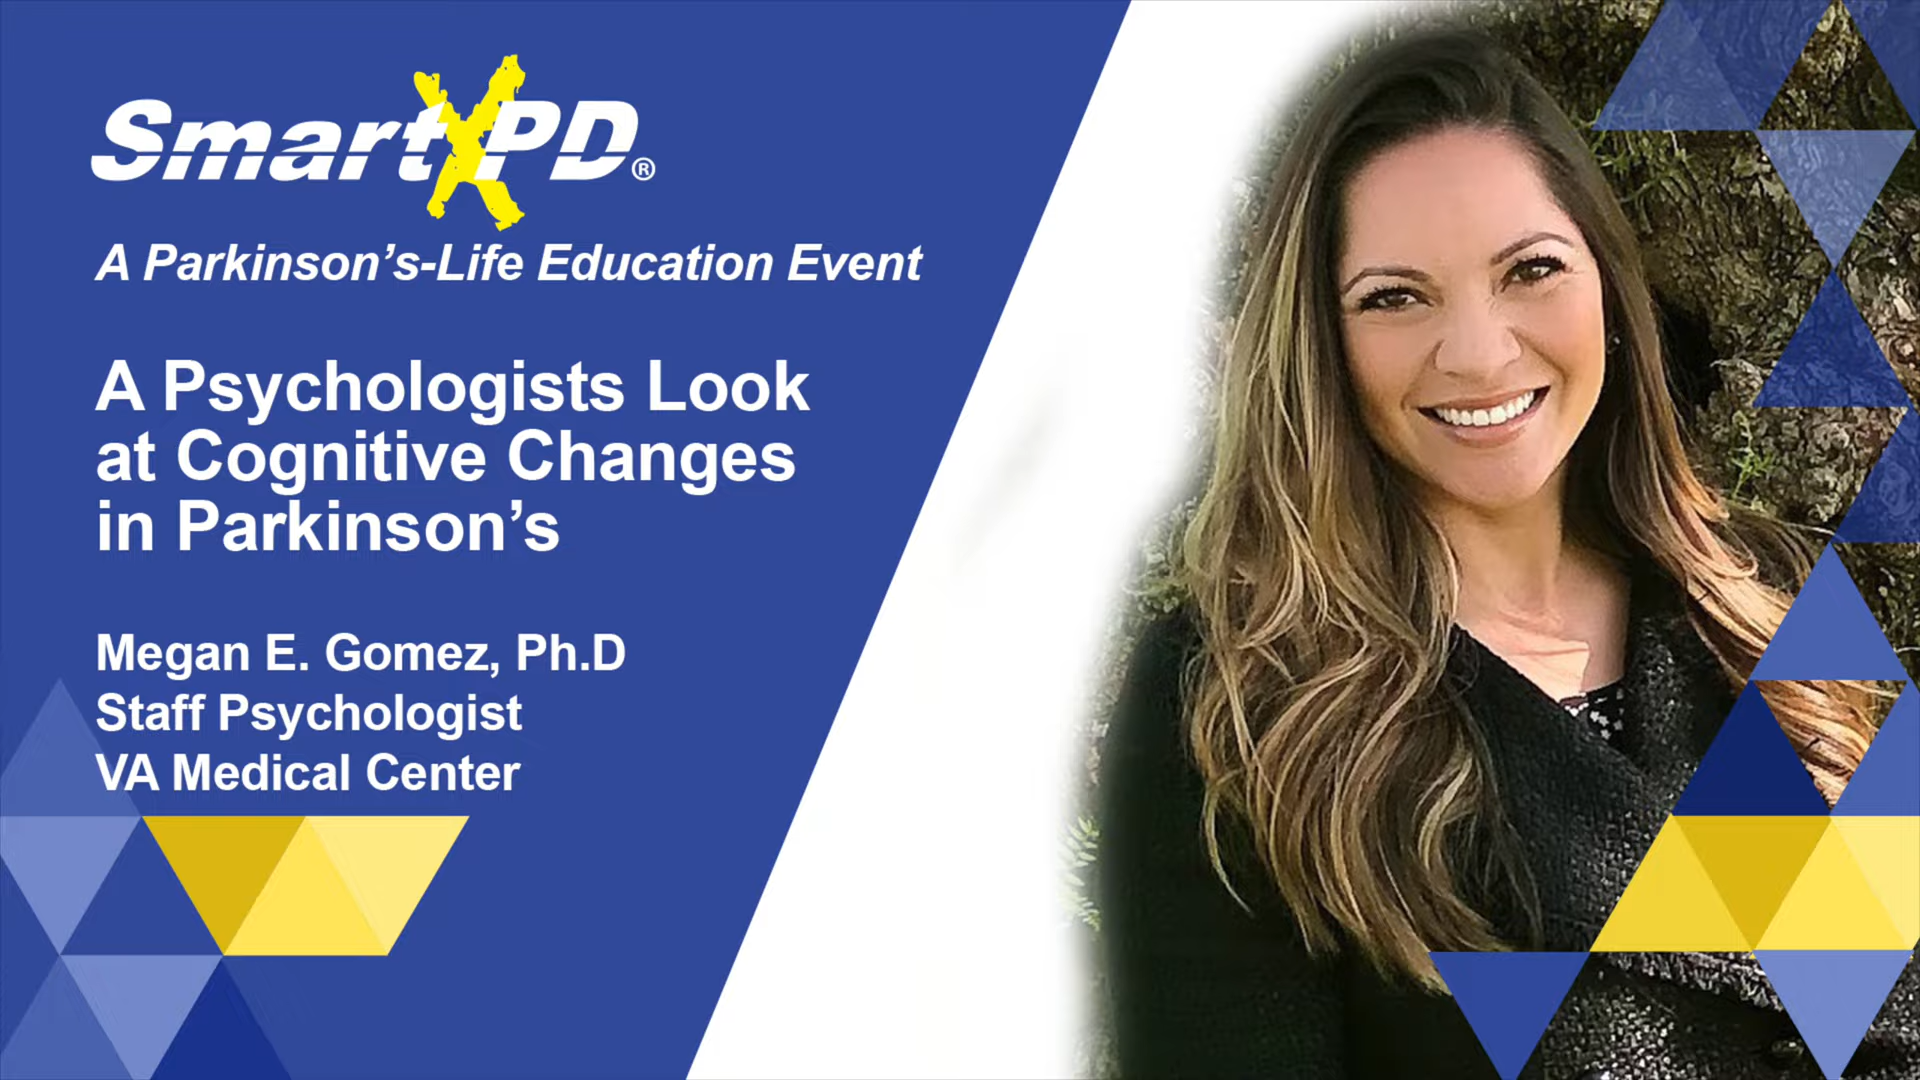 SmartXPD®
A Parkinson’s-Life Education Event
A Psychologists Look
at Cognitive Changes
in Parkinson’s
Megan E. Gomez, Ph.D
Staff Psychologist
VA Medical Center